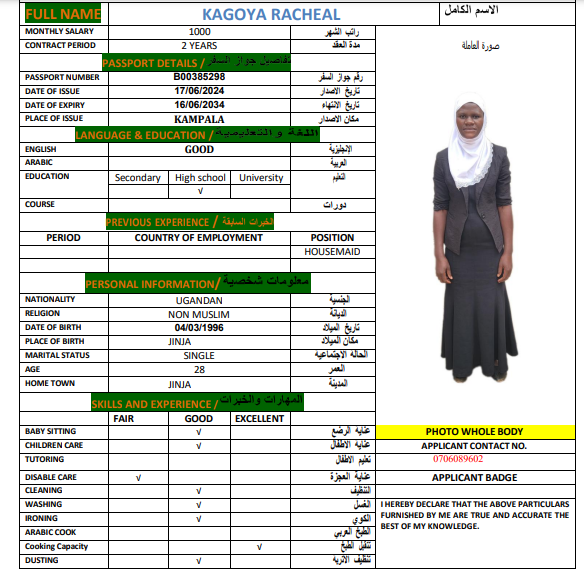 FULL NAME KAGOYA RACHEAL الاسم الكامل
MONTHLY SALARY 1000 راتب الشهر
CONTRACT PERIOD 2 YEARS مدة العقد
صورة العاملة
PASSPORT DETAILS / تفاصيل جواز السفر
PASSPORT NUMBER B00385298 رقم جواز السفر
DATE OF ISSUE 17/06/2024 تاريخ الاصدار
DATE OF EXPIRY 16/06/2034 تاريخ الانتهاء
PLACE OF ISSUE KAMPALA مكان الاصدار
LANGUAGE & EDUCATION / اللغة والتعليمية
ENGLISH GOOD الإنجليزية
ARABIC العربية
EDUCATION Secondary High school University التعليم
√
COURSE دورات
PREVIOUS EXPERIENCE / الخبرات السابقة
PERIOD COUNTRY OF EMPLOYMENT POSITION
HOUSEMAID
PERSONAL INFORMATION/ معلومات شخصية
NATIONALITY UGANDAN الجنسية
RELIGION NON MUSLIM الديانة
DATE OF BIRTH 04/03/1996 تاريخ الميلاد
PLACE OF BIRTH JINJA مكان الميلاد
MARITAL STATUS SINGLE الحالة الاجتماعية
AGE 28 العمر
HOME TOWN JINJA المدينة
SKILLS AND EXPERIENCE / المهارات والخبرات
FAIR GOOD EXCELLENT
BABY SITTING √ عناية الرضع
CHILDREN CARE √ عناية الاطفال
TUTORING تعليم الاطفال
DISABLE CARE √ عناية العجزة
CLEANING √ التنظيف
WASHING √ الغسل
IRONING √ الكوي
ARABIC COOK الطبخ العربي
Cooking Capacity √ الطبخ
DUSTING √ تنظيف الاتربة
PHOTO WHOLE BODY
APPLICANT CONTACT NO.
0706089602
APPLICANT BADGE
I HEREBY DECLARE THAT THE ABOVE PARTICULARS
FURNISHED BY ME ARE TRUE AND ACCURATE THE
BEST OF MY KNOWLEDGE.